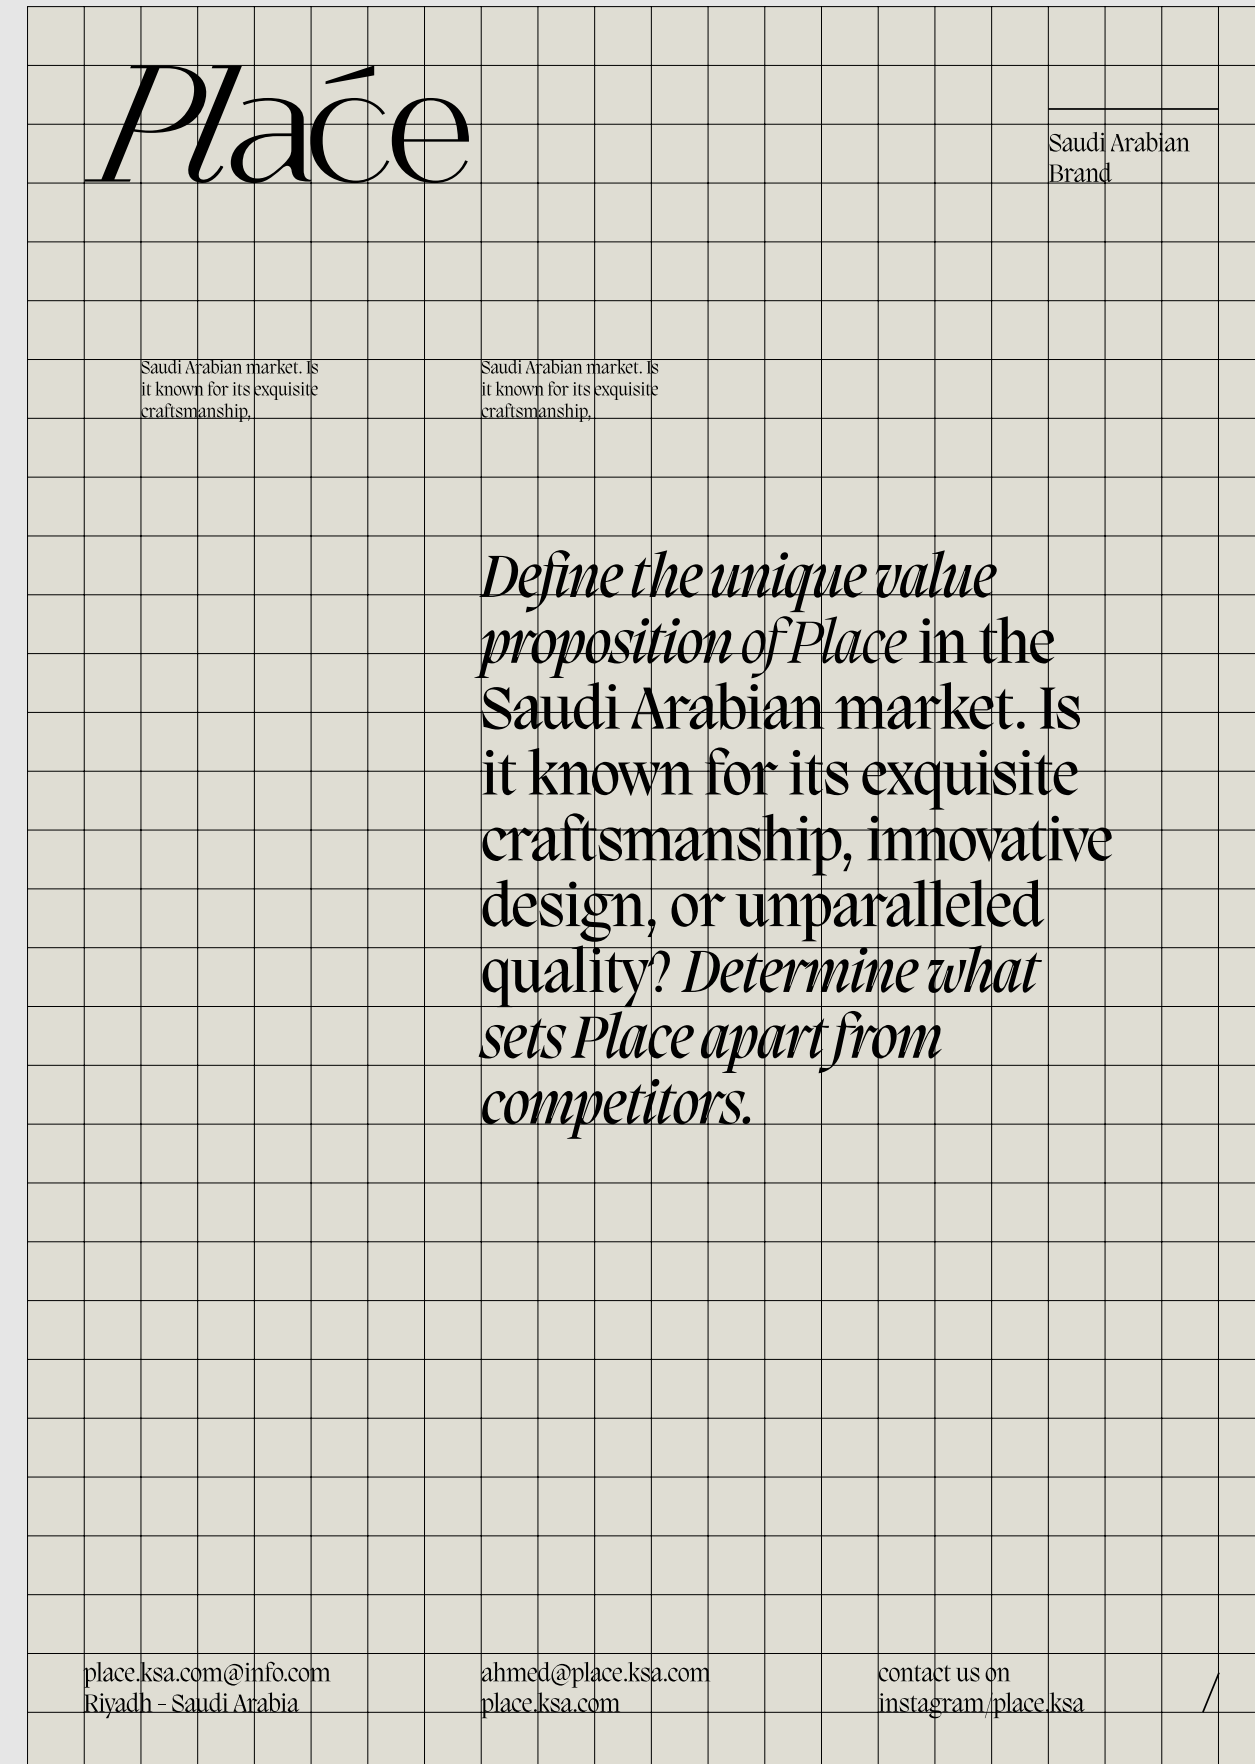 Plaće
Saudi Arabian
Brand
Saudi Arabian market. Is
it known for its exquisite
craftsmanship,
Saudi Arabian market. Is
it known for its exquisite
craftsmanship,
Define the unique value
proposition of Place in the
Saudi Arabian market. Is
it known for its exquisite
craftsmanship, innovative
design, or unparalleled
quality? Determine what
sets Place apart from
competitors.
place.ksa.com@info.com
Riyadh - Saudi Arabia
ahmed@place.ksa.com
place.ksa.com
contact us on
instagram/place.ksa
/